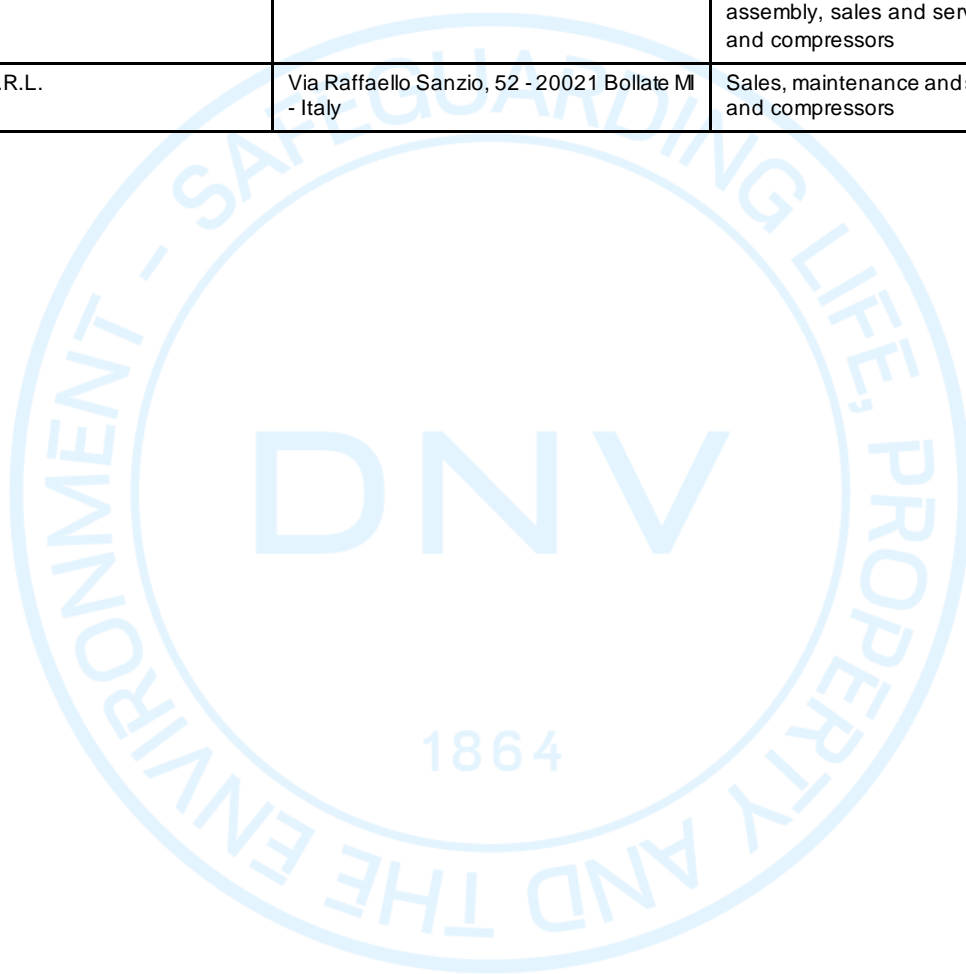 assembly, sales and
and compressors
.R.L.
Via Raffaello Sanzio, 52 - 20021 Bollate MI
- Italy
Sales, maintenance and
and compressors
SAFEGUARDING LIFE, PROPERTY AND THE ENVIRONMENT -
DNV
1864